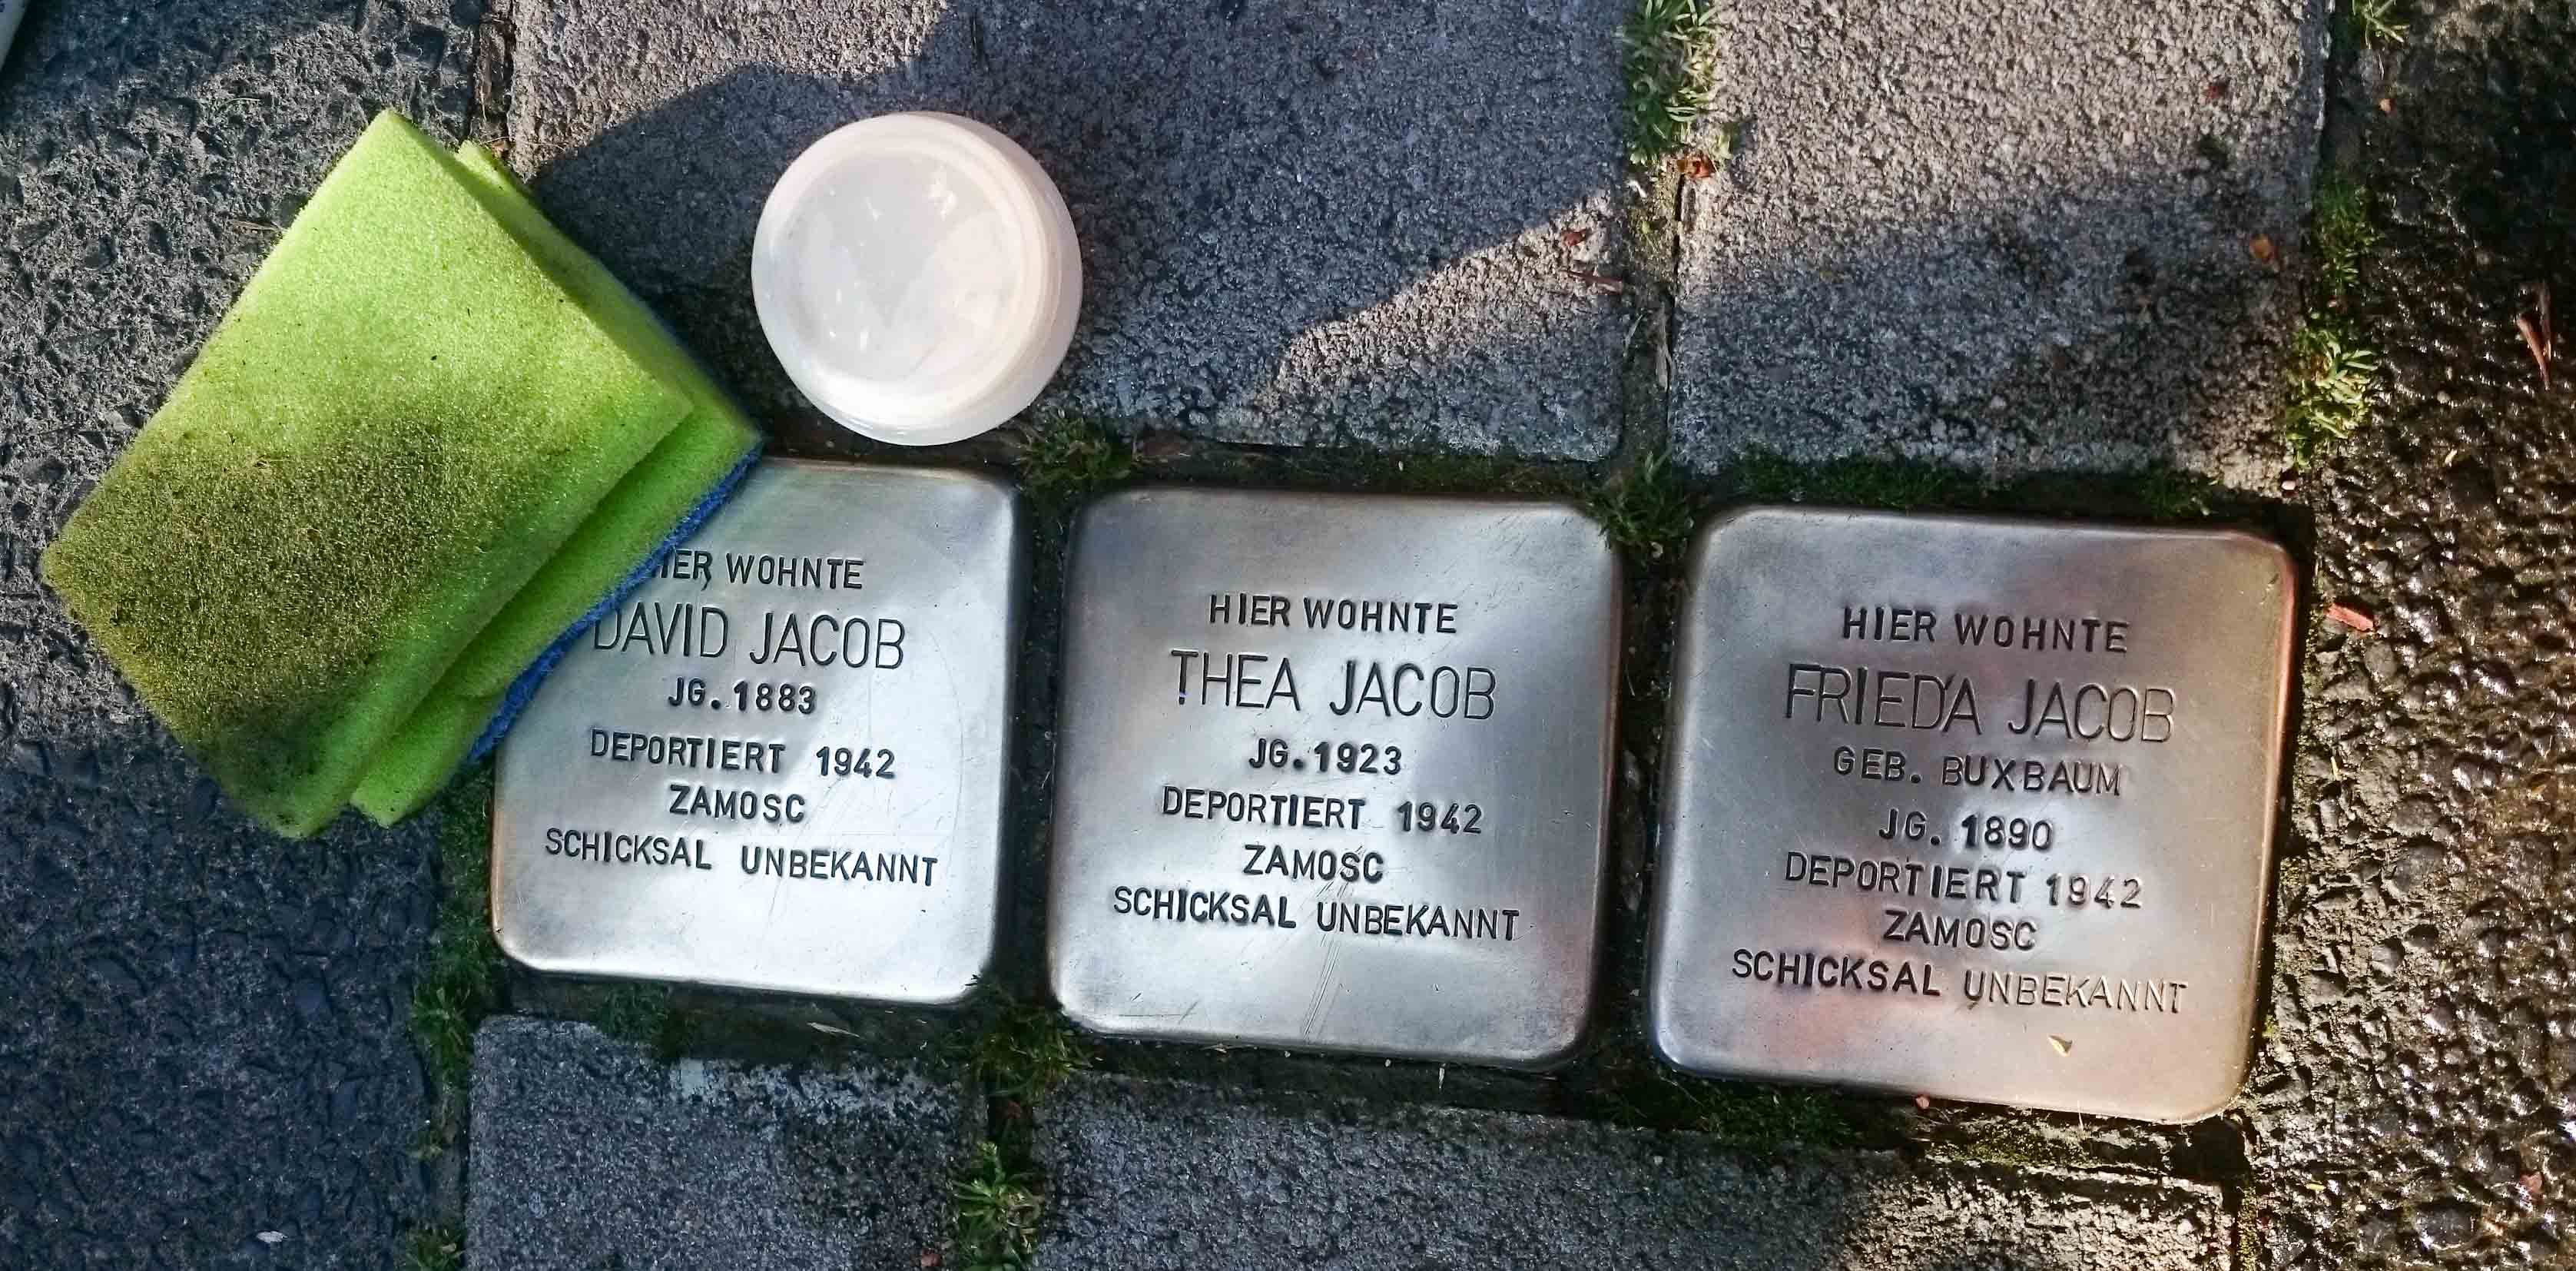 HIER WOHNTE
DAVID JACOB
JG. 1883
DEPORTIERT 1942
ZAMOSC
SCHICKSAL UNBEKANNT
HIER WOHNTE
THEA JACOB
JG. 1923
DEPORTIERT 1942
ZAMOSC
SCHICKSAL UNBEKANNT
HIER WOHNTE
FRIEDA JACOB
GEB. BUXBAUM
JG. 1890
DEPORTIERT 1942
ZAMOSC
SCHICKSAL UNBEKANNT